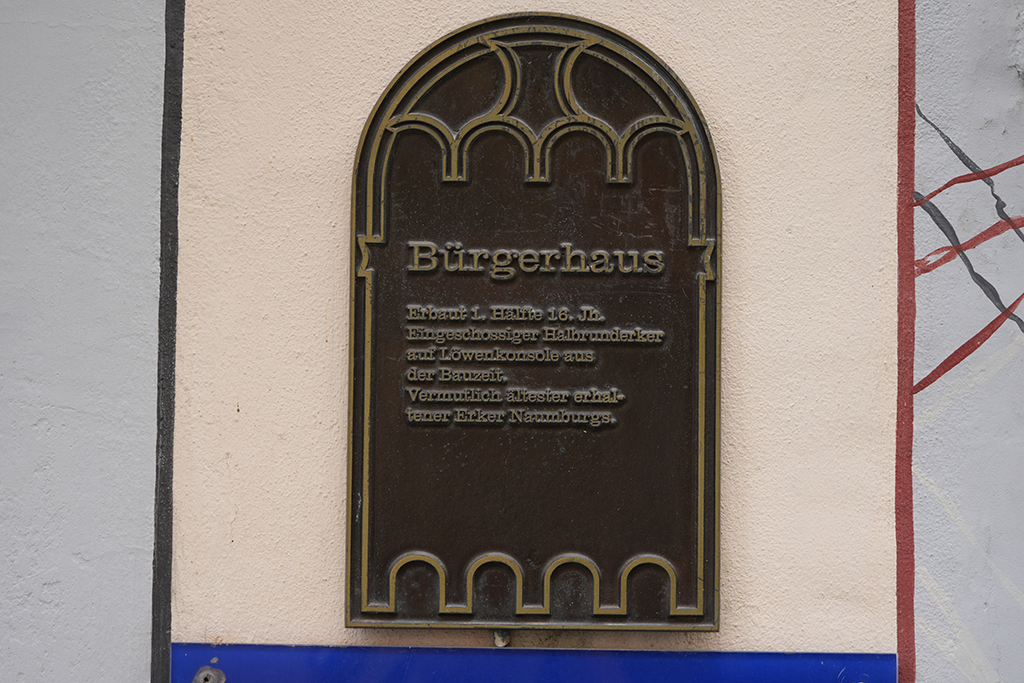 Bürgerhaus
Erbaut 1. Hälfte 16. Jh.
Eingeschossiger Halbrunderker
auf Löwenkonsole aus
der Bauzeit.
Vermutlich ältester erhal-
tener Erker Naumburgs.